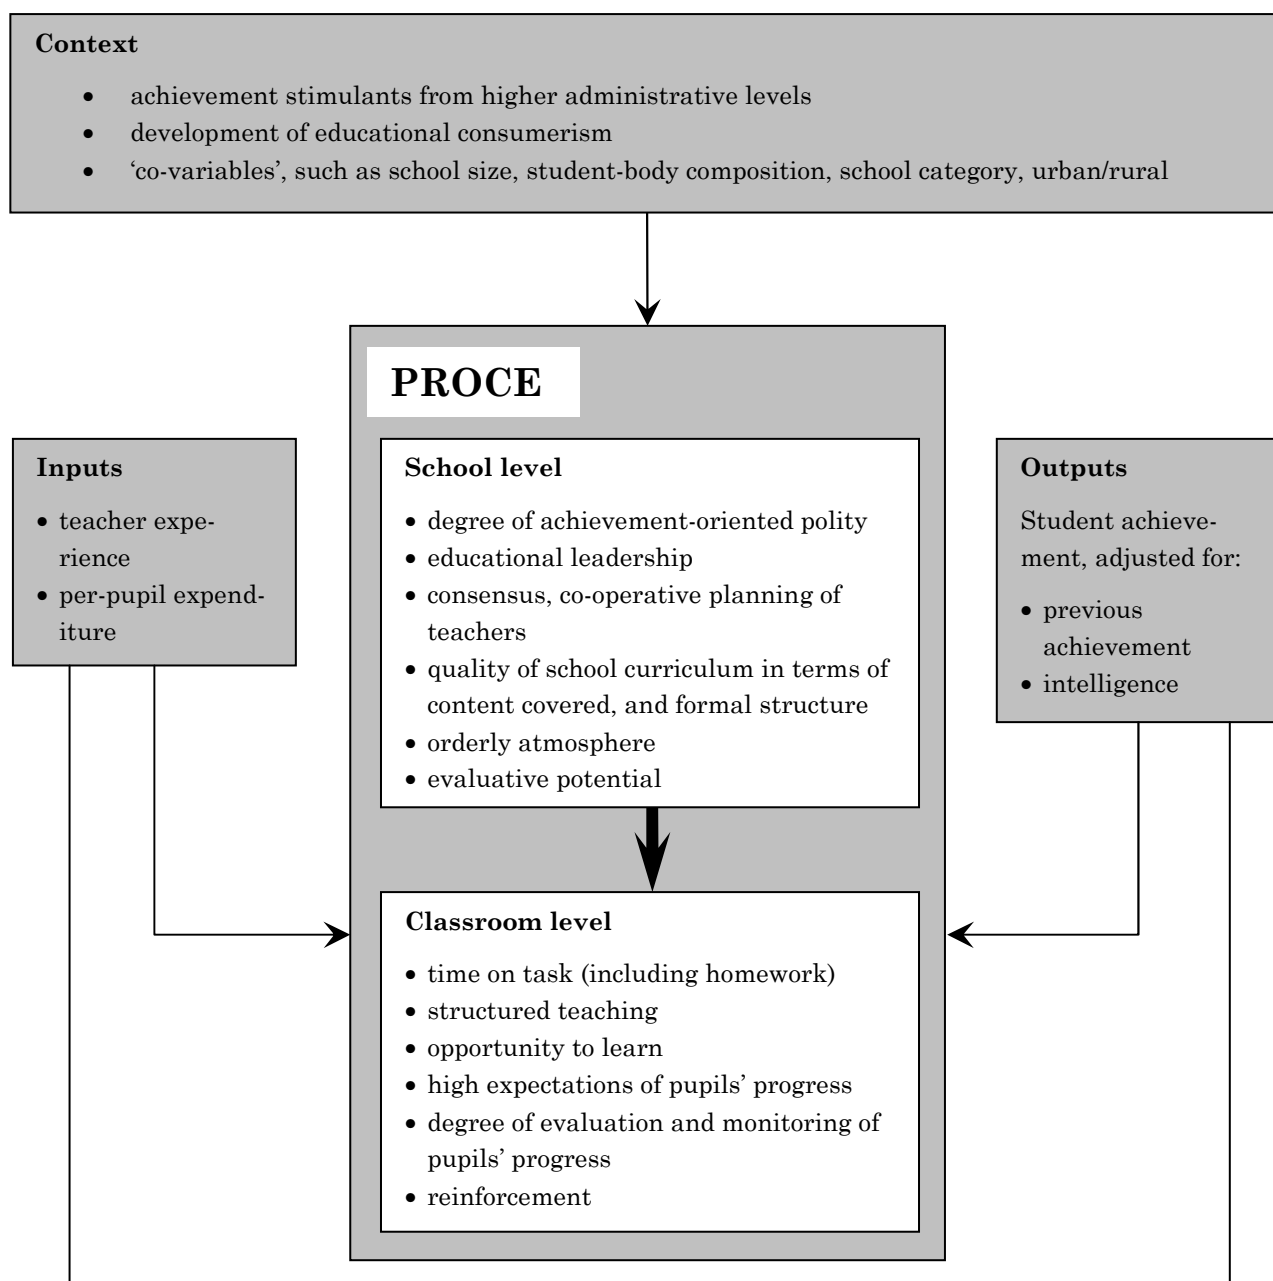 Context
• achievement stimulants from higher administrative levels
• development of educational consumerism
• ‘co-variables’, such as school size, student-body composition, school category, urban/rural
PROCE
Inputs
• teacher expe-
rience
• per-pupil expend-
iture
School level
• degree of achievement-oriented polity
• educational leadership
• consensus, co-operative planning of
teachers
• quality of school curriculum in terms of
content covered, and formal structure
• orderly atmosphere
• evaluative potential
Outputs
Student achieve-
ment, adjusted for:
• previous
achievement
• intelligence
Classroom level
• time on task (including homework)
• structured teaching
• opportunity to learn
• high expectations of pupils’ progress
• degree of evaluation and monitoring of
pupils’ progress
• reinforcement